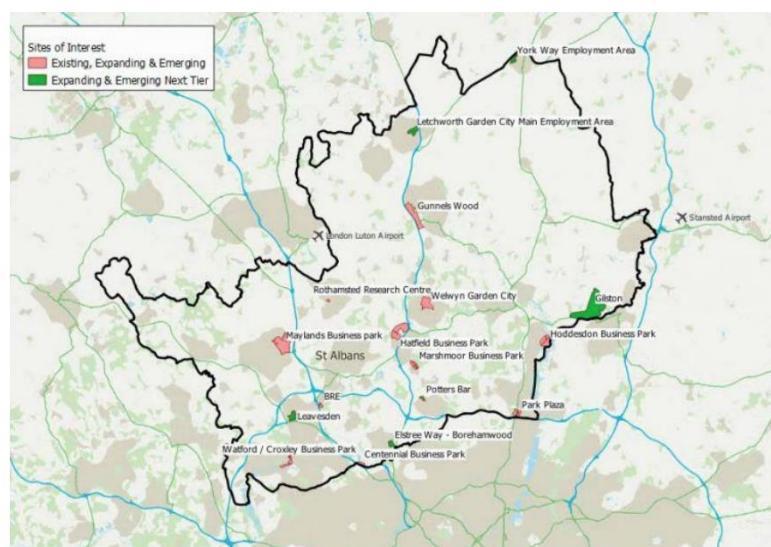 Sites of Interest
Existing, Expanding & Emerging
Expanding & Emerging Next Tier
York Way Employment Area
Letchworth Garden City Main Employment Area
Gunnels Wood
Stansted Airport
London Luton Airport
Rothamsted Research Centre
Welwyn Garden City
Gilston
Maylands Business park
Hatfield Business Park
Hoddesdon Business Park
St Albans
Marshmoor Business Park
BRE
Potters Bar
Leavesden
Park Plaza
Elstree Way - Borehamwood
Watford / Croxley Business Park
Centennial Business Park